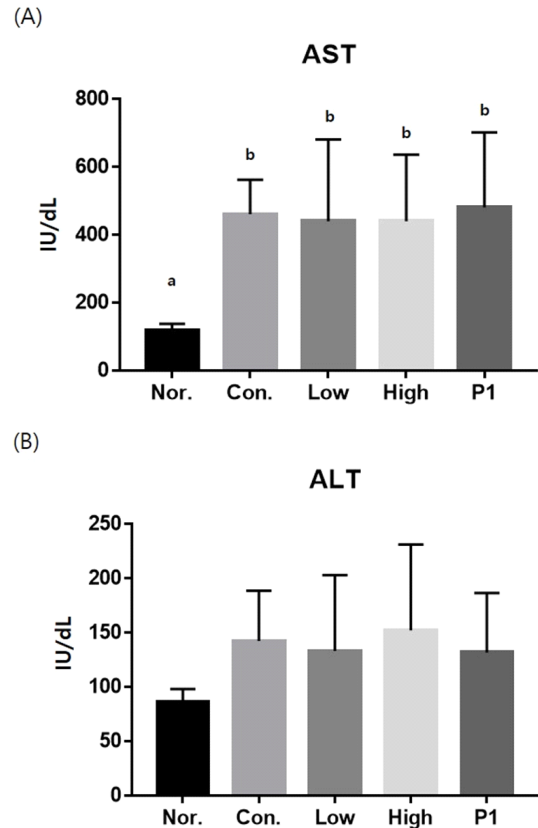 (A)
AST
800
600
400
200
0
IU/dL
a
b
b
b
b
Nor. Con. Low High P1
(B)
ALT
250
200
150
100
50
0
IU/dL
Nor. Con. Low High P1